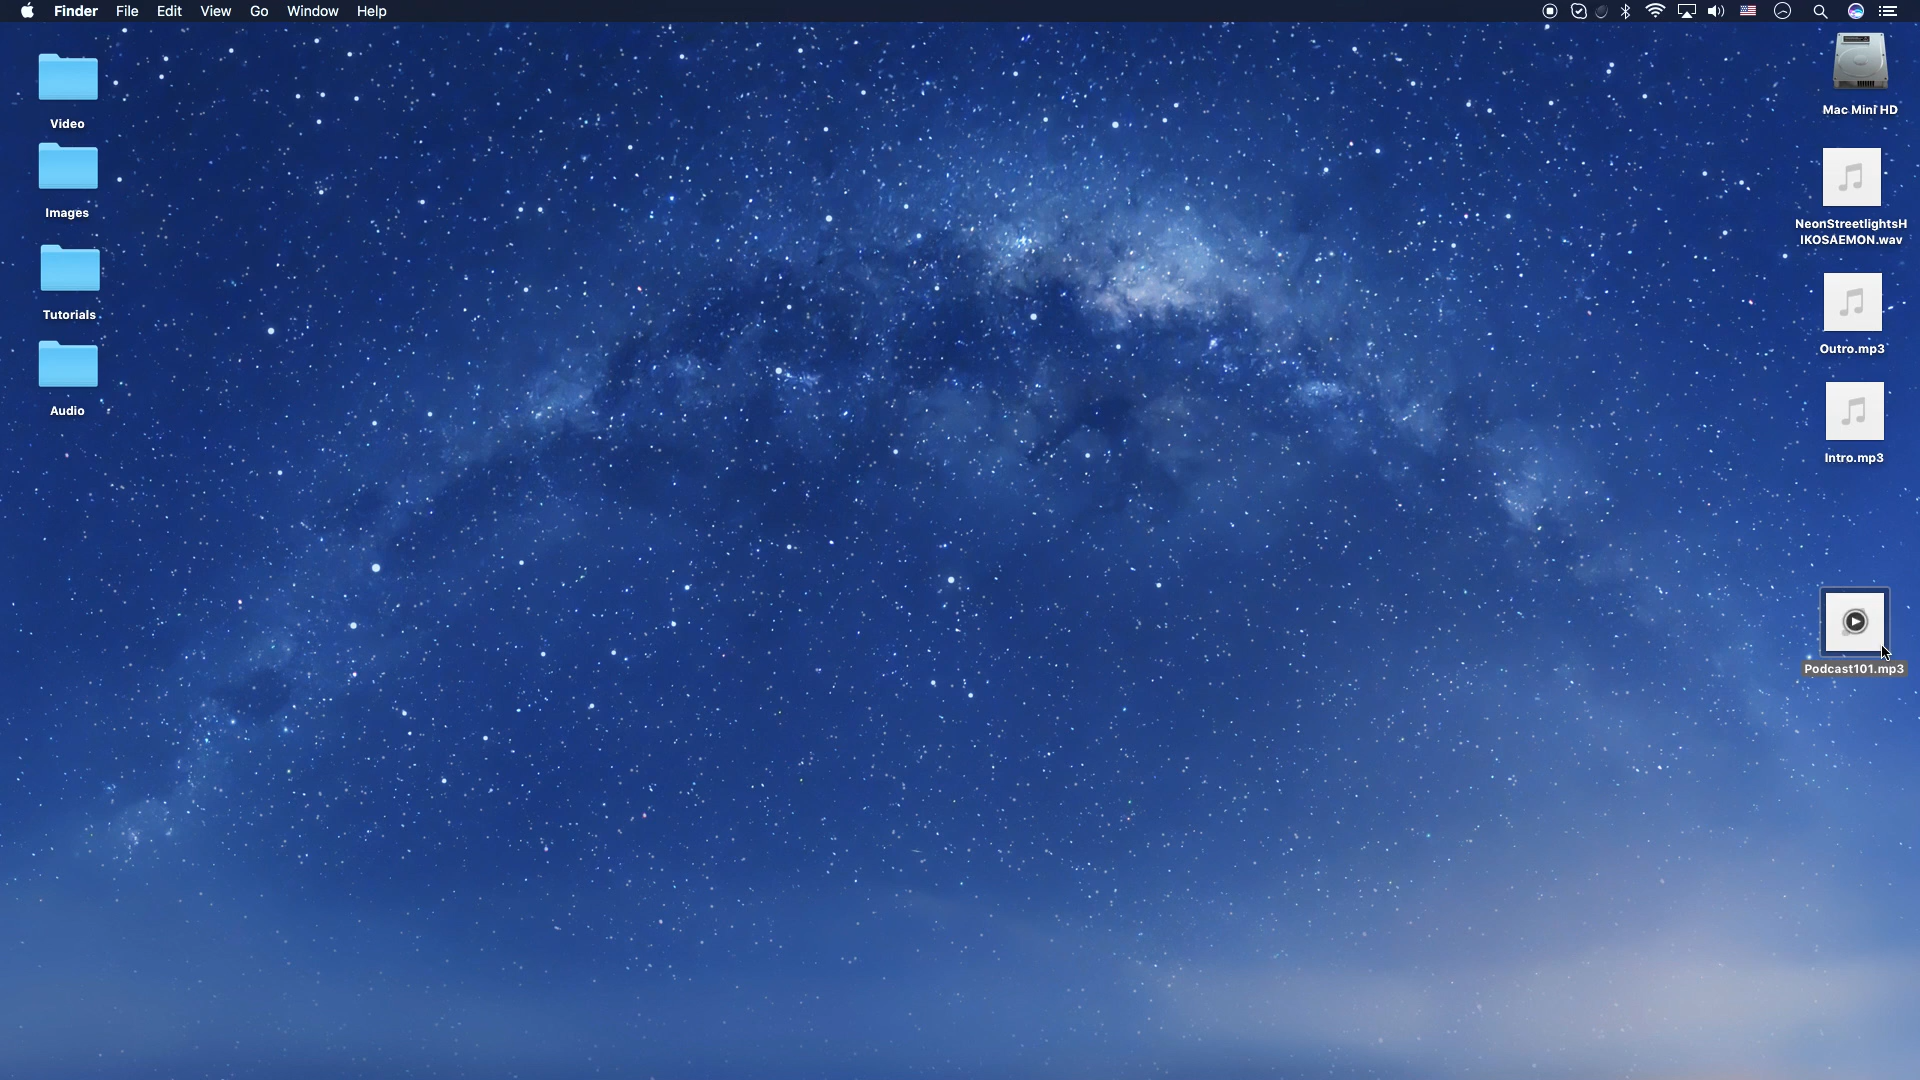 Finder File Edit View Go Window Help
Video
Images
Tutorials
Audio
Mac Mini HD
NeonStreetlightsH
IKOSAEMON.wav
Outro.mp3
Intro.mp3
Podcast101.mp3